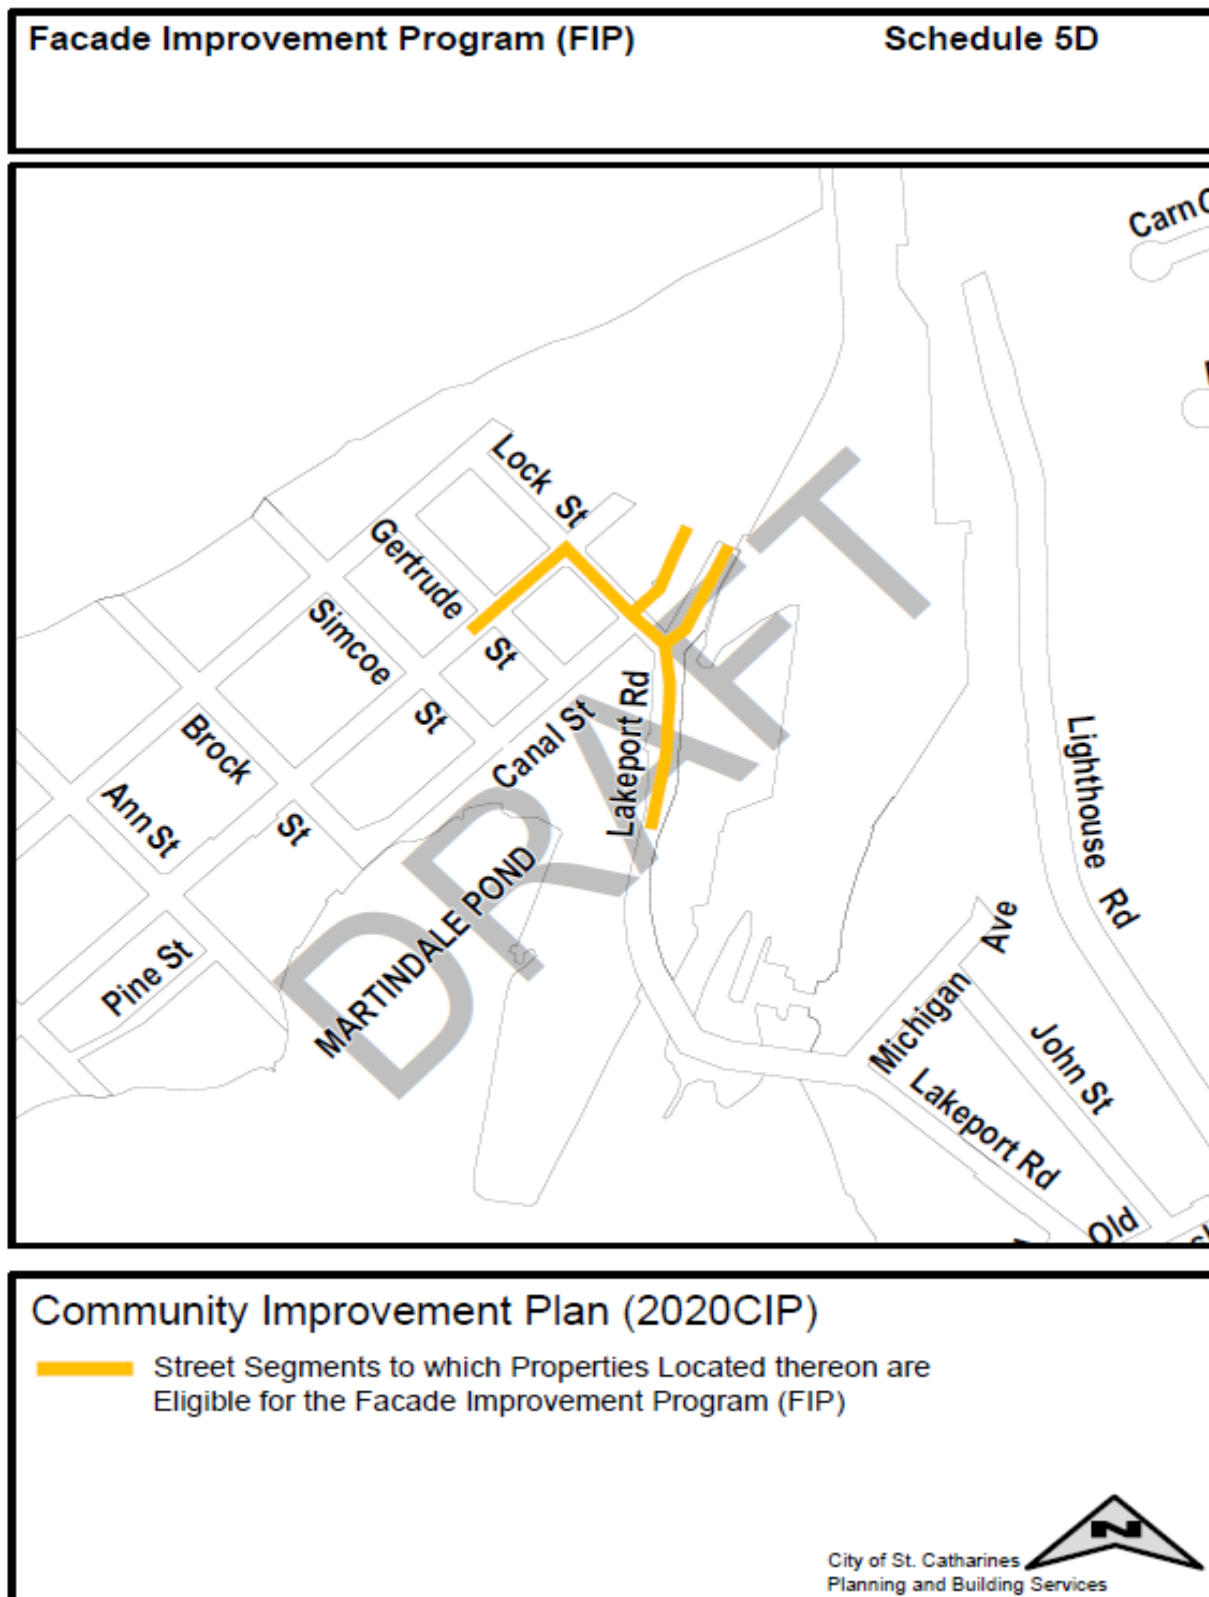 Facade Improvement Program (FIP)
Schedule 5D
Carn
Lock St
Gertrude St
Simcoe St
Brock St
Ann St
Pine St
Canal St
Lakeport Rd
MARTINDALE POND
DRAFT
Lighthouse Rd
Michigan Ave
John St
Lakeport Rd
Old
Community Improvement Plan (2020CIP)
Street Segments to which Properties Located thereon are
Eligible for the Facade Improvement Program (FIP)
N
City of St. Catharines
Planning and Building Services